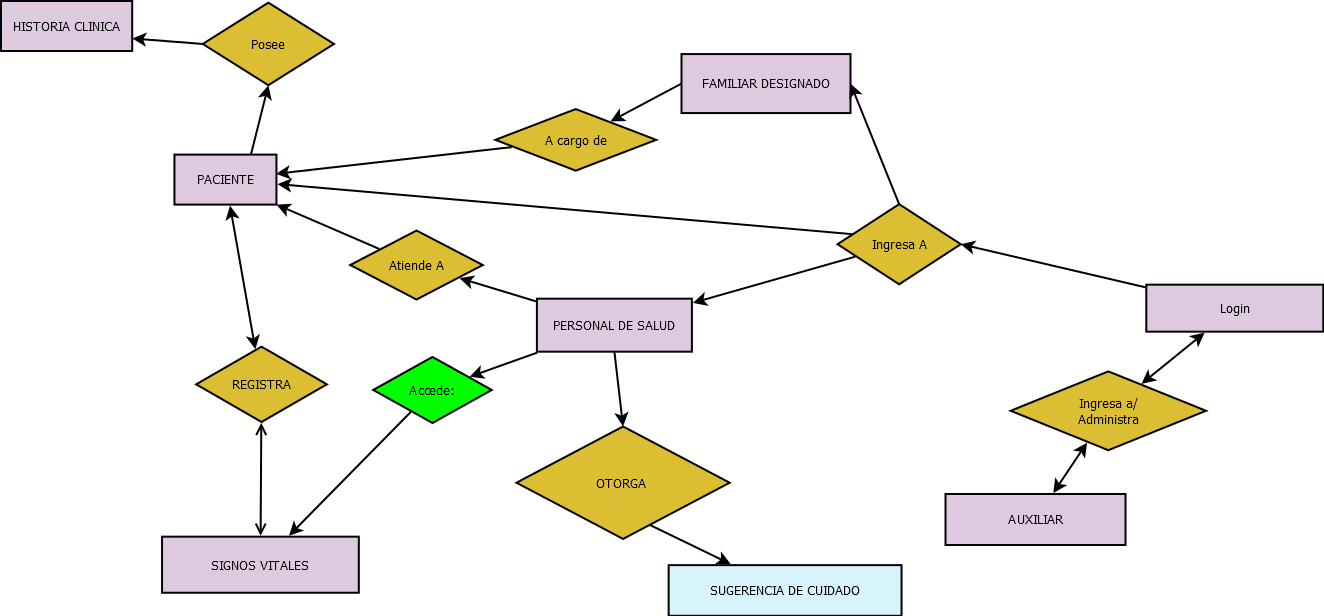 HISTORIA CLINICA
Posee
FAMILIAR DESIGNADO
A cargo de
PACIENTE
Ingresa A
Atiende A
Login
PERSONAL DE SALUD
REGISTRA
Accede:
Ingresa a/
Administra
OTORGA
AUXILIAR
SIGNOS VITALES
SUGERENCIA DE CUIDADO